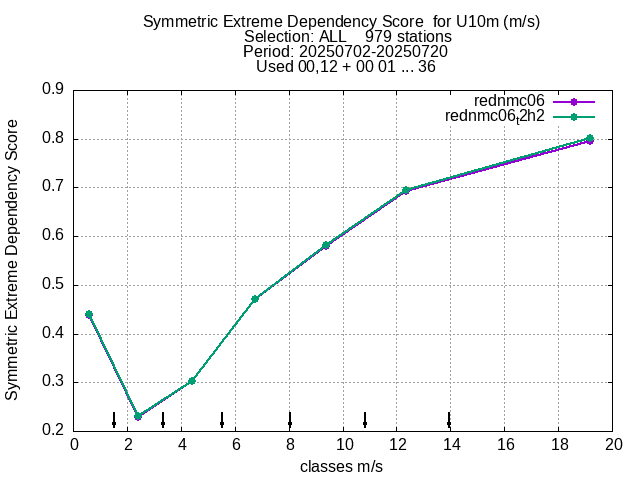 Symmetric Extreme Dependency Score for U10m (m/s)
Selection: ALL 979 stations
Period: 20250702-20250720
Used 00,12 + 00 01 ... 36
rednmc06
rednmc06t2h2
Symmetric Extreme Dependency Score
0.9
0.8
0.7
0.6
0.5
0.4
0.3
0.2
0 2 4 6 8 10 12 14 16 18 20
classes m/s